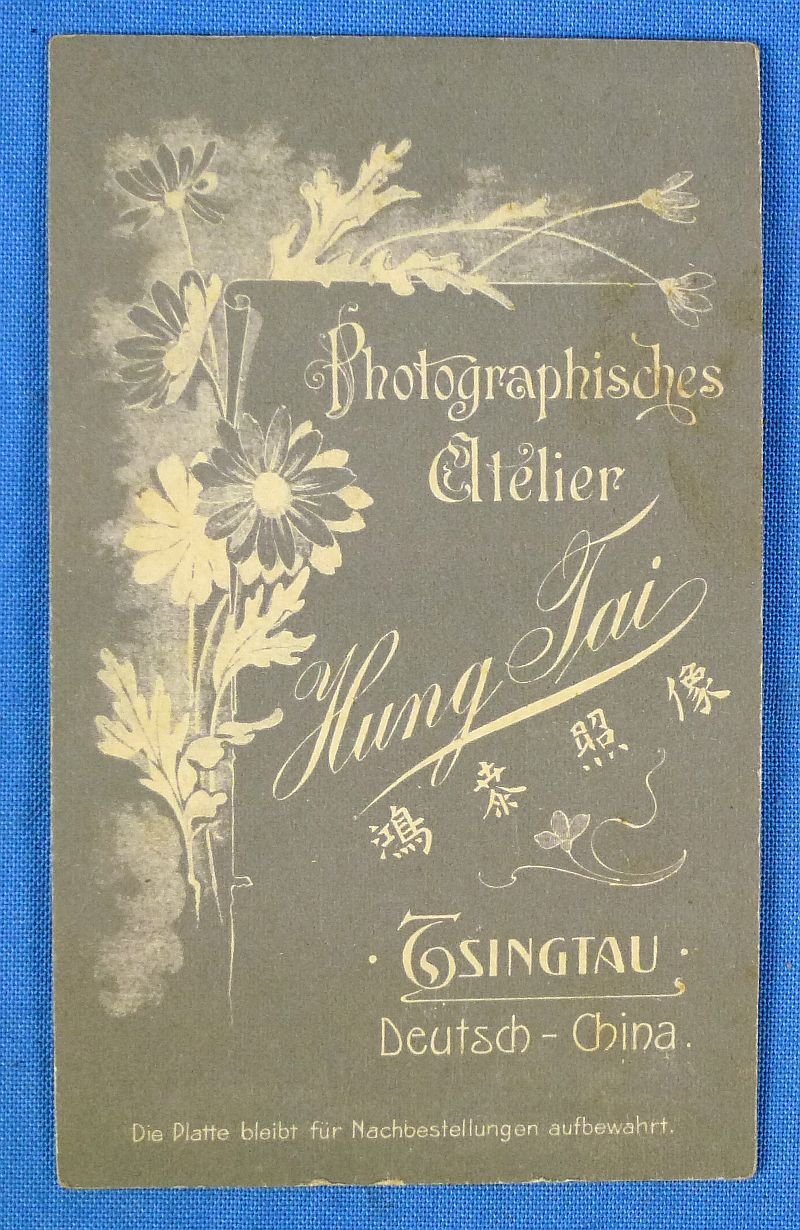 Photographisches
Atelier
Hung Tai
鴻泰照像
· TSINGTAU ·
Deutsch - China.
Die Platte bleibt für Nachbestellungen aufbewahrt.